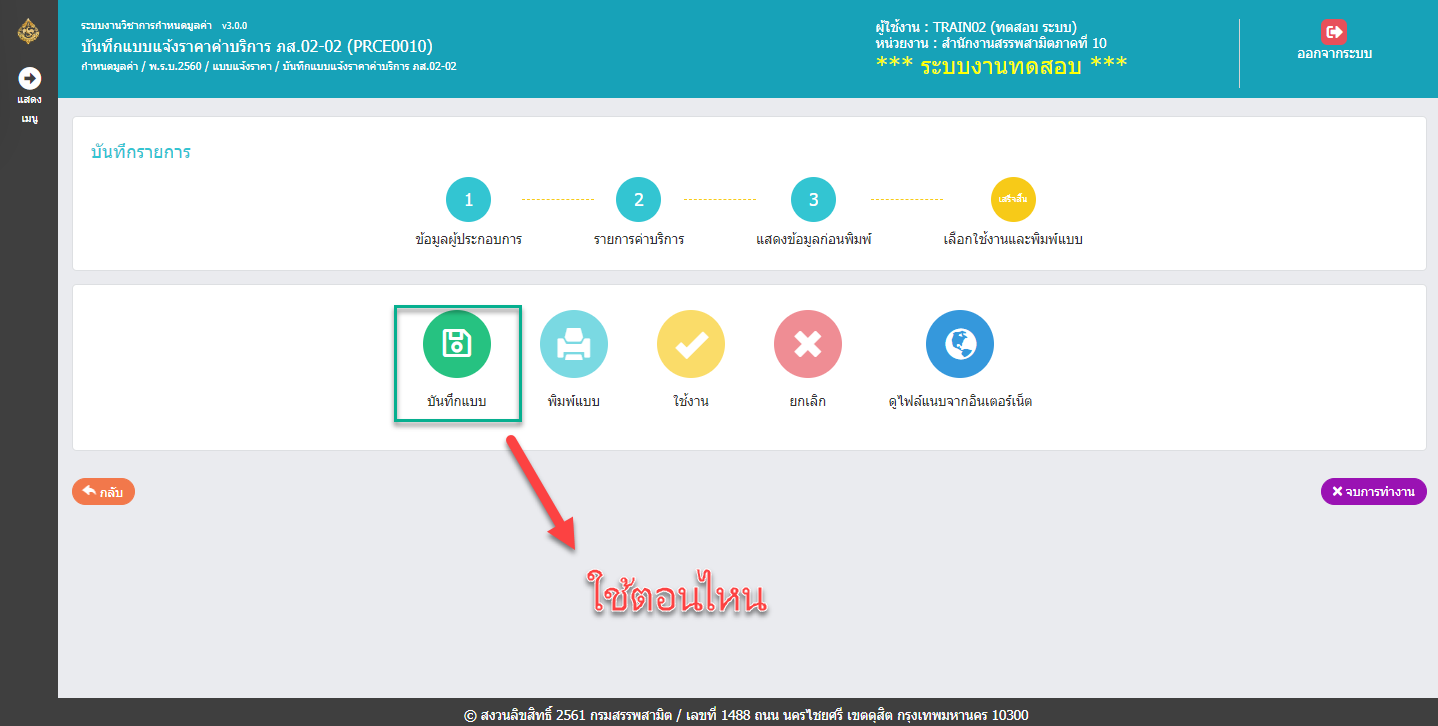 ระบบงานวิชาการกำหนดมูลค่า v3.0.0
บันทึกแบบแจ้งราคาค่าบริการ ภส.02-02 (PRCE0010)
กำหนดมูลค่า / พ.ร.บ.2560 / แบบแจ้งราคา / บันทึกแบบแจ้งราคาค่าบริการ ภส.02-02
ผู้ใช้งาน : TRAIN02 (ทดสอบ ระบบ)
หน่วยงาน : สำนักงานสรรพสามิตภาคที่ 10
*** ระบบงานทดสอบ ***
ออกจากระบบ
แสดง
เมนู
บันทึกรายการ
1 2 3 เสร็จสิ้น
ข้อมูลผู้ประกอบการ รายการค่าบริการ แสดงข้อมูลก่อนพิมพ์ เลือกใช้งานและพิมพ์แบบ
บันทึกแบบ พิมพ์แบบ ใช้งาน ยกเลิก ดูไฟล์แนบจากอินเตอร์เน็ต
กลับ จบการทำงาน
ใช้ตอนไหน
© สงวนลิขสิทธิ์ 2561 กรมสรรพสามิต / เลขที่ 1488 ถนน นครไชยศรี เขตดุสิต กรุงเทพมหานคร 10300